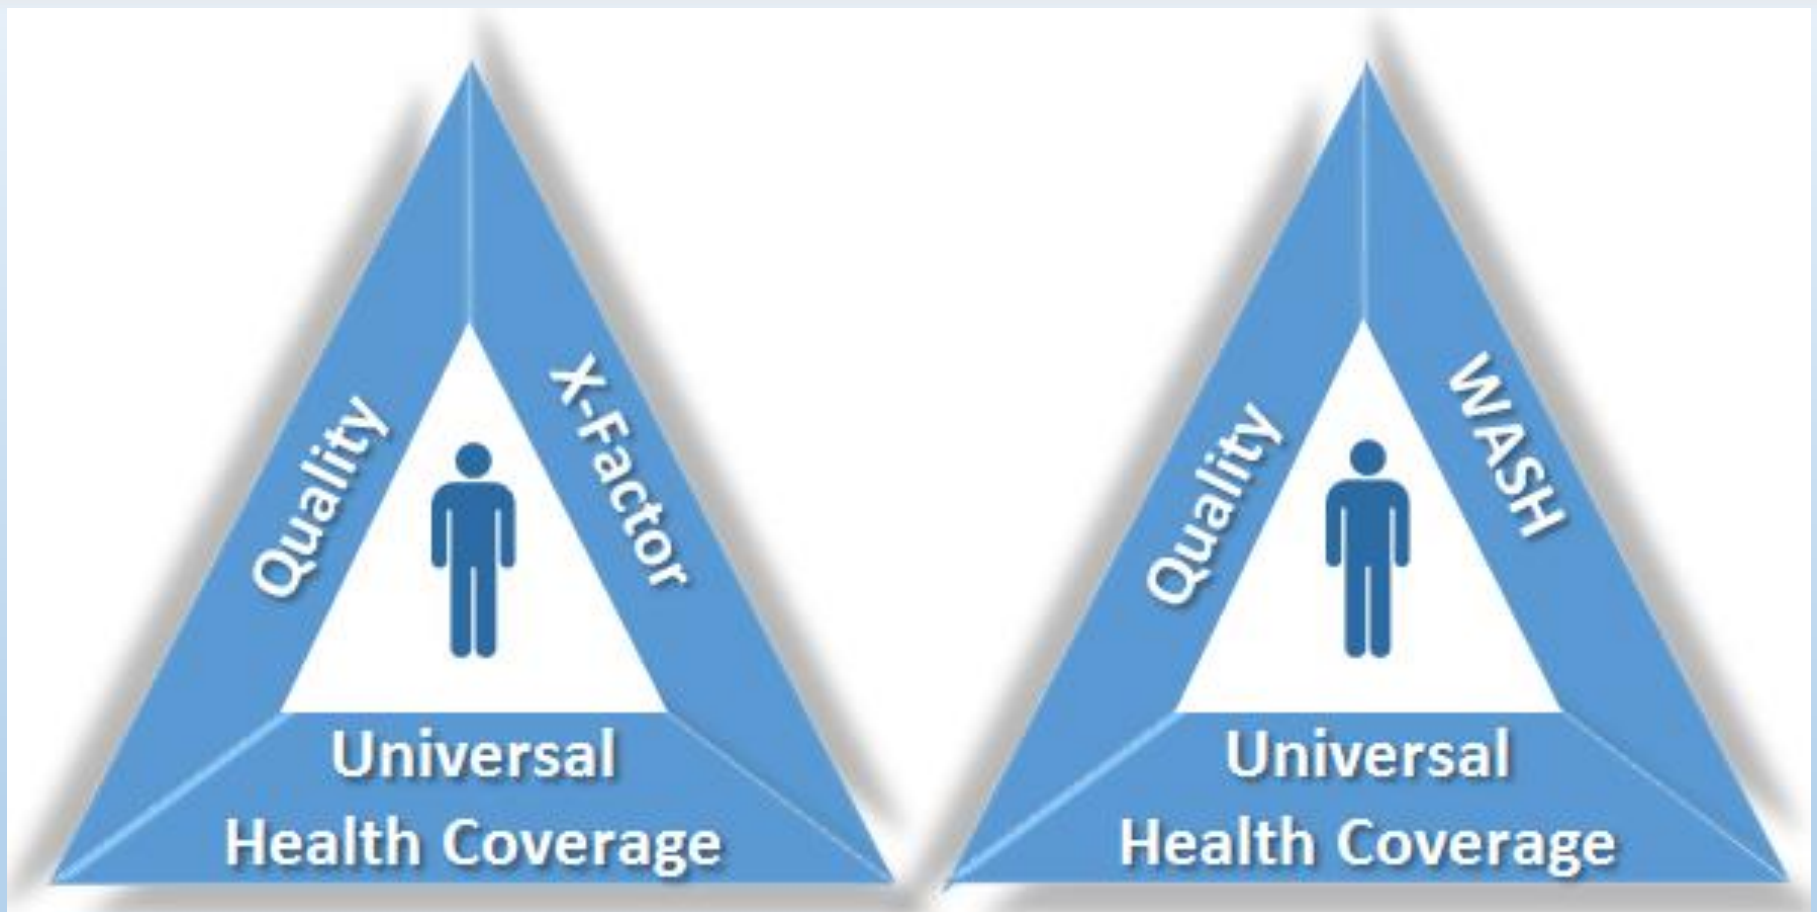 Quality
X-Factor
Universal
Health Coverage
Quality
WASH
Universal
Health Coverage